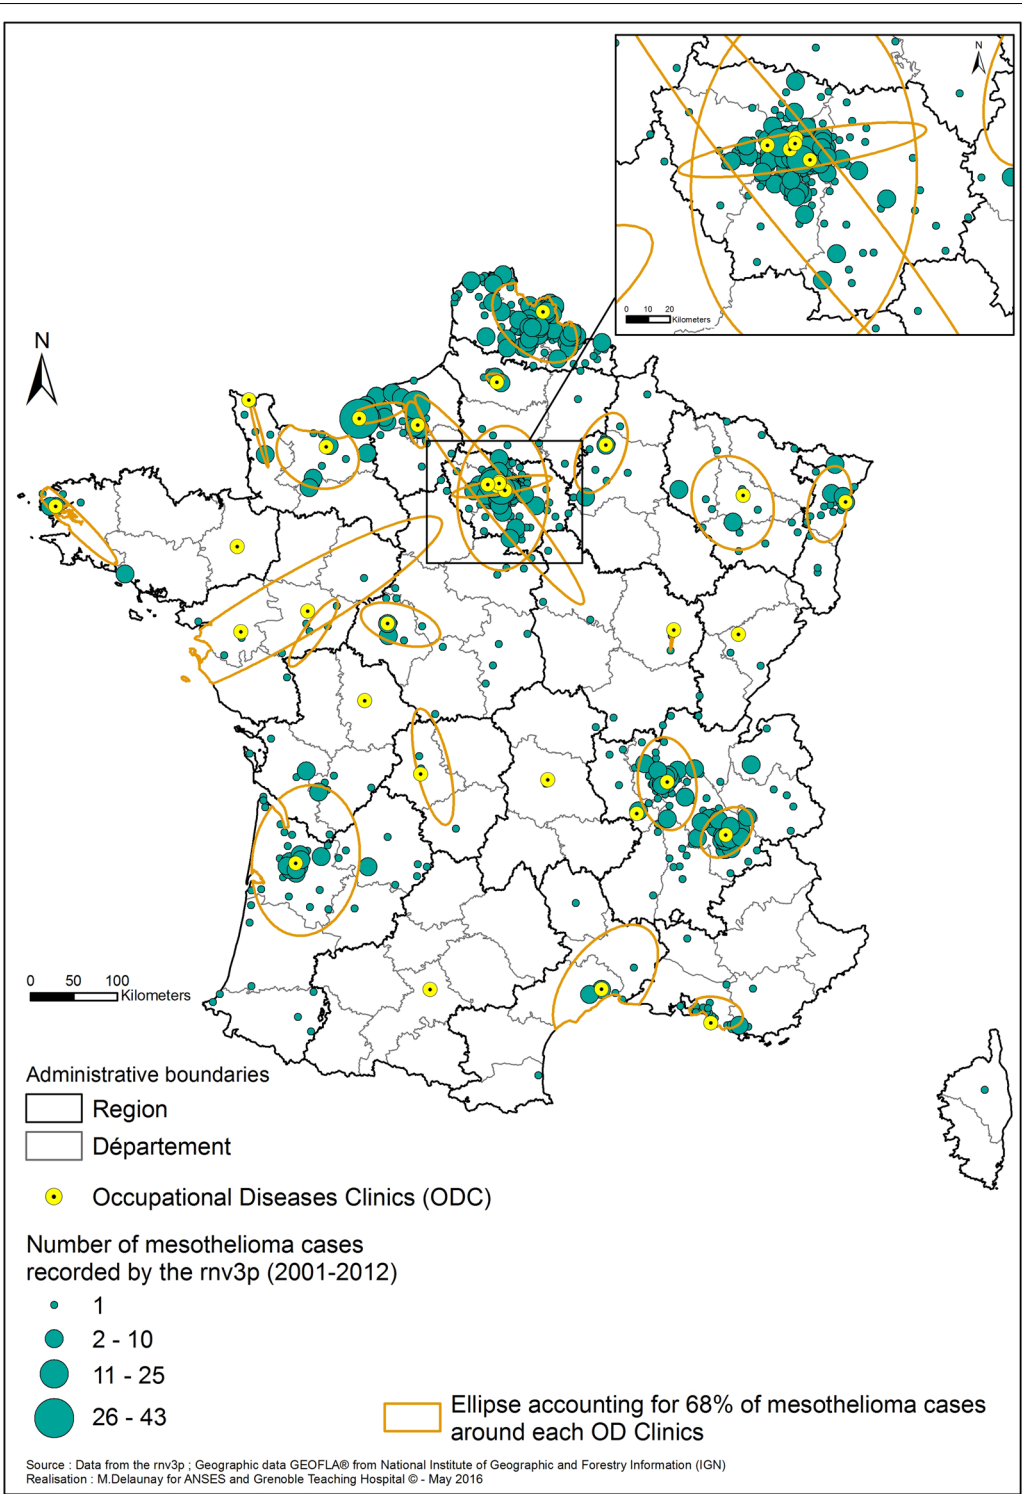 N
0 10 20
Kilometers
N
0 50 100
Kilometers
Administrative boundaries
Region
Département
Occupational Diseases Clinics (ODC)
Number of mesothelioma cases
recorded by the rnv3p (2001-2012)
1
2 - 10
11 - 25
26 - 43
Ellipse accounting for 68% of mesothelioma cases
around each OD Clinics
Source : Data from the rnv3p ; Geographic data GEOFLA® from National Institute of Geographic and Forestry Information (IGN)
Realisation : M.Delaunay for ANSES and Grenoble Teaching Hospital © - May 2016